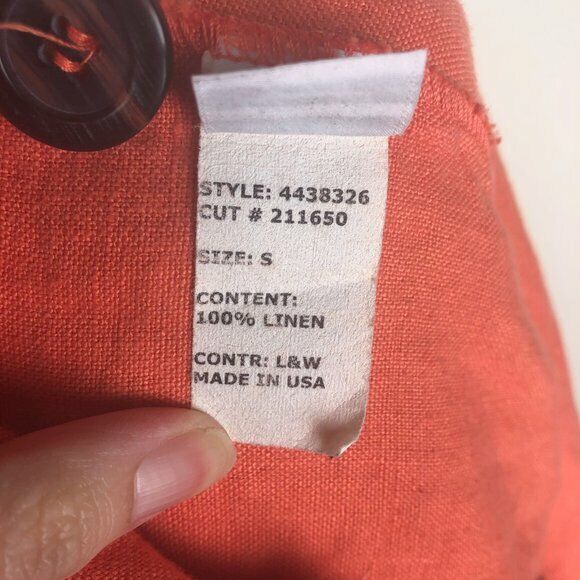 STYLE: 4438326
CUT # 211650
SIZE: S
CONTENT:
100% LINEN
CONTR: L&W
MADE IN USA